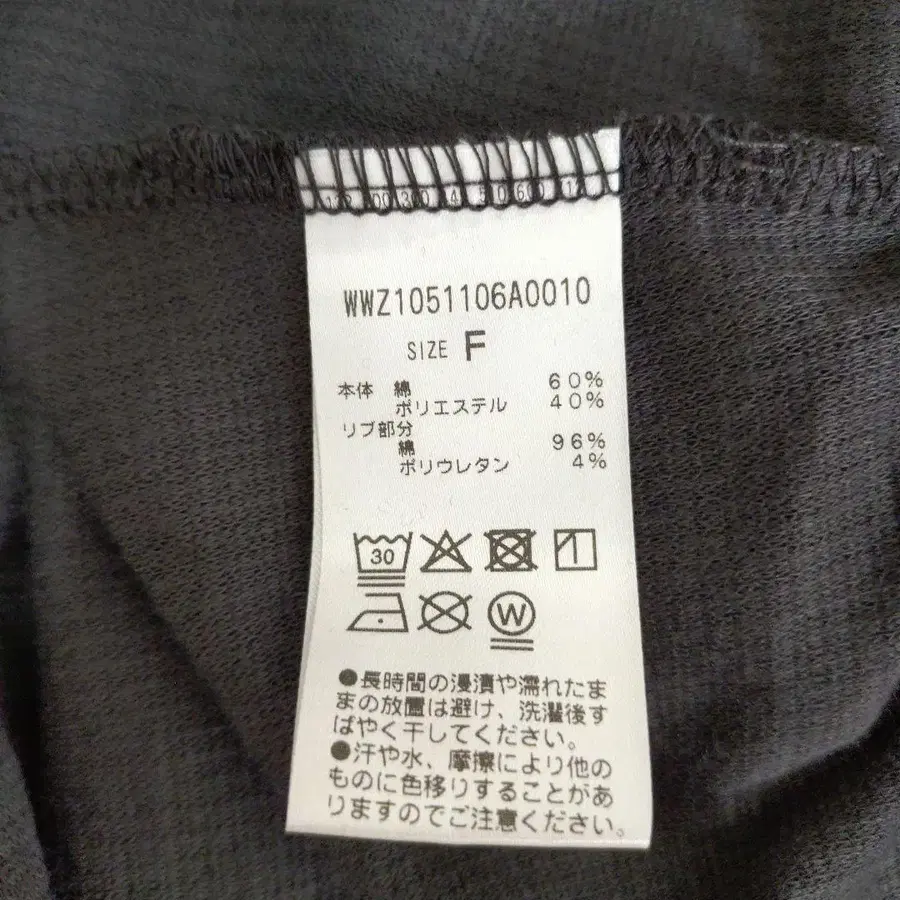 WWZ1051106A0010
SIZE F
本体 綿 60%
ポリエステル 40%
リブ部分
綿 96%
ポリウレタン 4%
30
W
●長時間の浸漬や濡れたま
まの放置は避け、洗濯後す
ばやく干してください。
●汗や水、摩擦により他の
ものに色移りすることがあ
りますのでご注意ください。